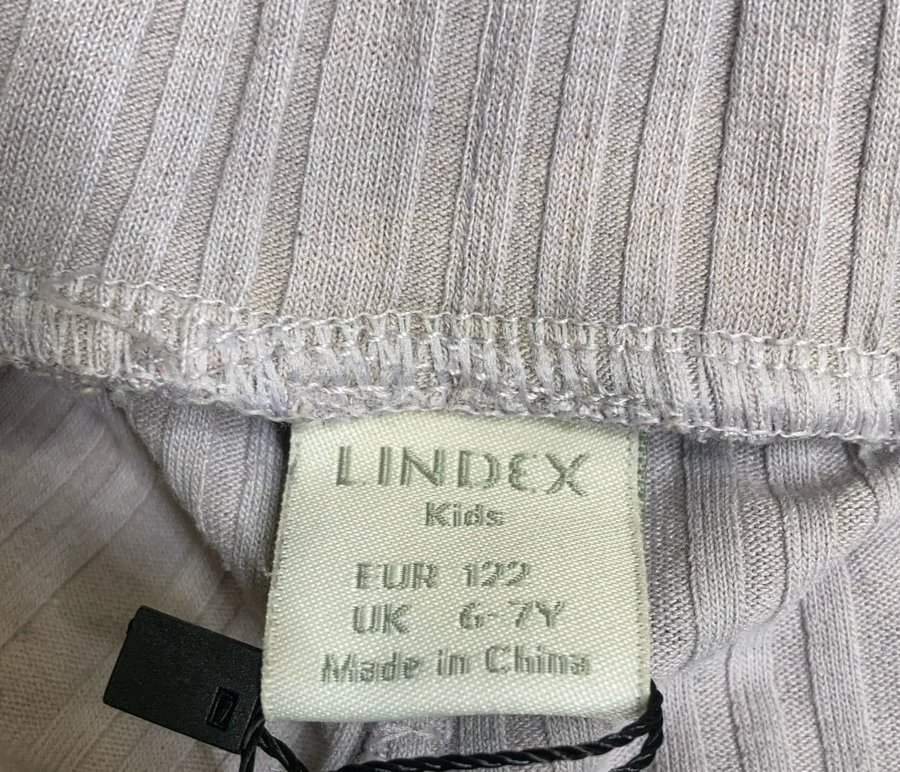 LINDEX
Kids
EUR 122
UK 6-7Y
Made in China